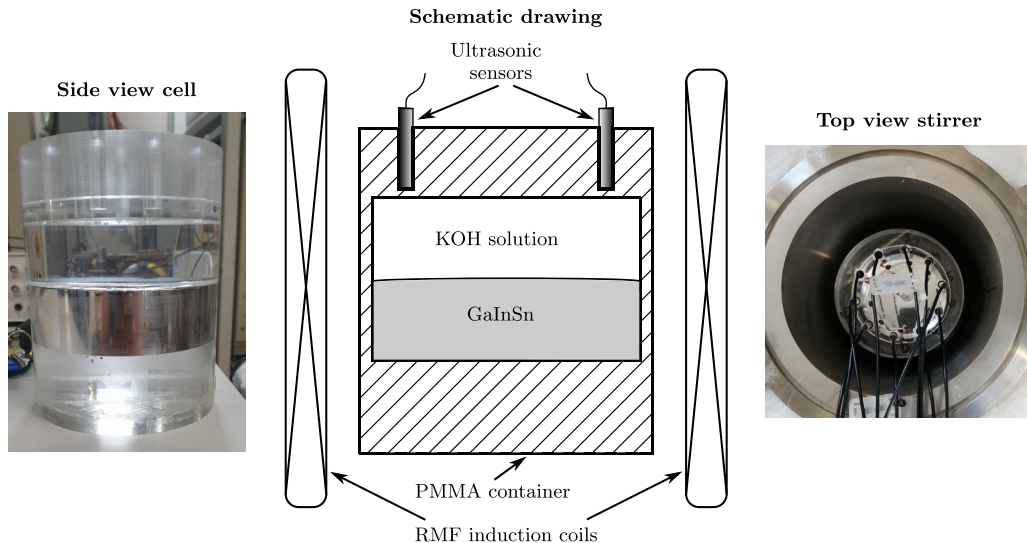 Schematic drawing
Ultrasonic
sensors
Side view cell
Top view stirrer
KOH solution
GaInSn
PMMA container
RMF induction coils